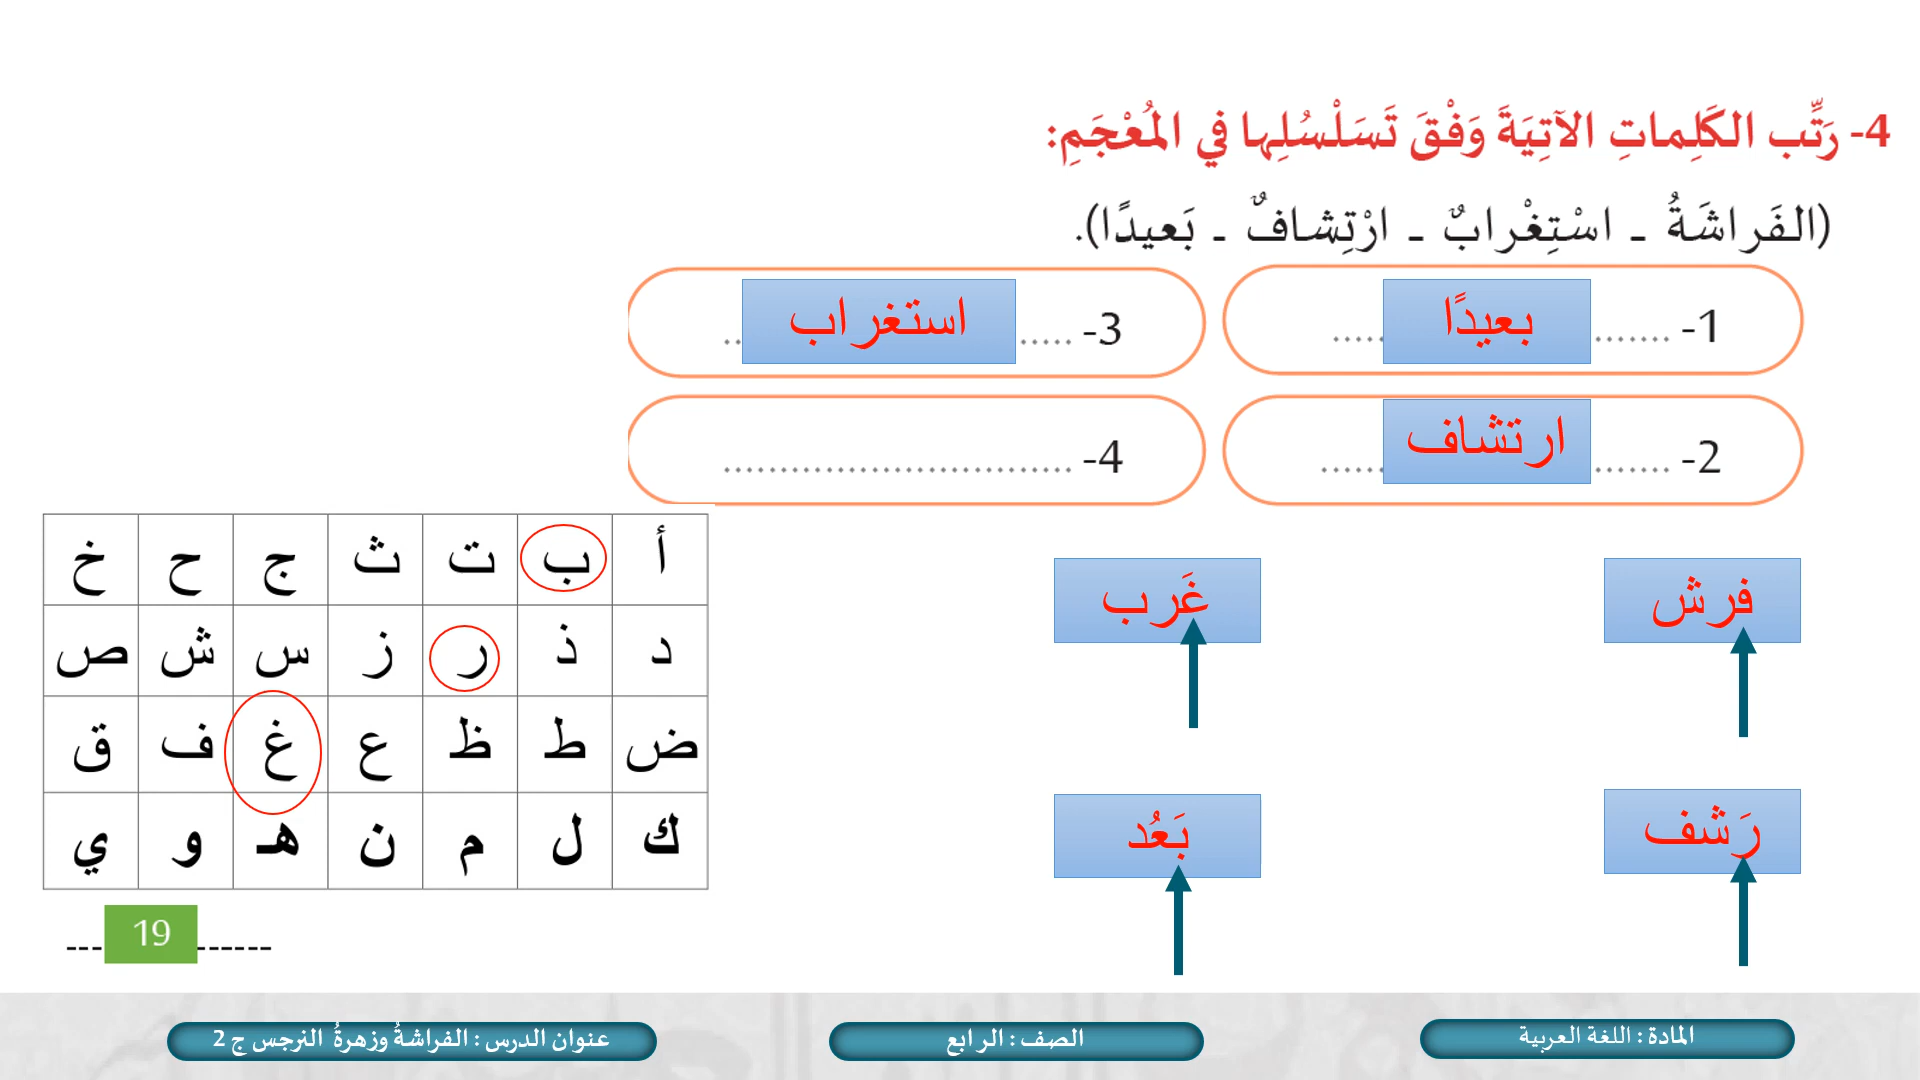 4- رَتِّب الكَلِماتِ الآتِيَةَ وَفْقَ تَسَلْسُلِها في المُعْجَمِ:
(الفَراشَةُ ـ اسْتِغْرابٌ ـ ارْتِشافٌ ـ بَعيدًا).
1- ....... بعيدًا .....
3- ..... استغراب ..
2- ....... ارتشاف ......
4- ................................
فرش
غَرب
رَشف
بَعُد
أ ب ت ث ج ح خ
د ذ ر ز س ش ص
ض ط ظ ع غ ف ق
ك ل م ن هـ و ي
19
المادة : اللغة العربية
الصف : الرابع
عنوان الدرس : الفراشةُ وزهرةُ النرجس ج 2